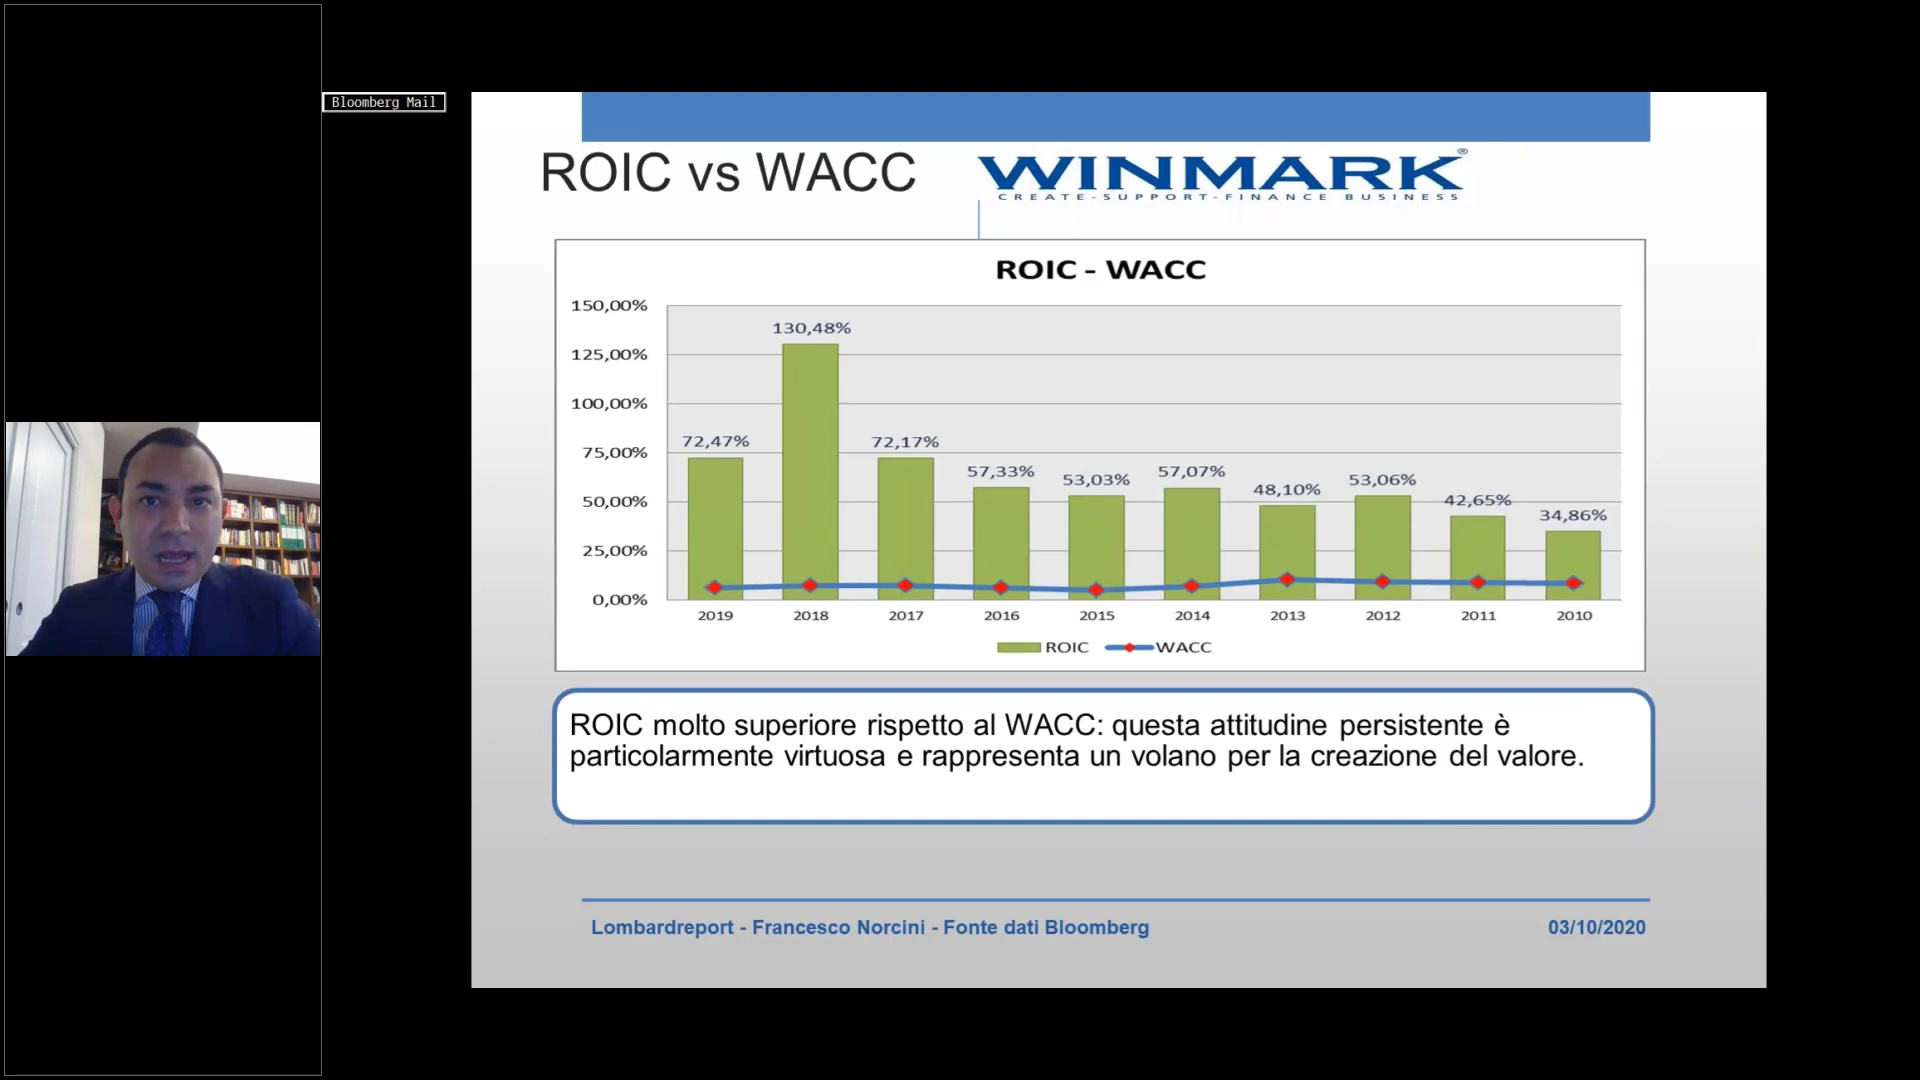 Bloomberg Mail
ROIC vs WACC
WINMARK®
CREATE-SUPPORT-FINANCE BUSINESS
ROIC - WACC
150,00%
125,00%
100,00%
75,00%
50,00%
25,00%
0,00%
72,47%
130,48%
72,17%
57,33%
53,03%
57,07%
48,10%
53,06%
42,65%
34,86%
2019 2018 2017 2016 2015 2014 2013 2012 2011 2010
ROIC WACC
ROIC molto superiore rispetto al WACC: questa attitudine persistente è
particolarmente virtuosa e rappresenta un volano per la creazione del valore.
Lombardreport - Francesco Norcini - Fonte dati Bloomberg
03/10/2020